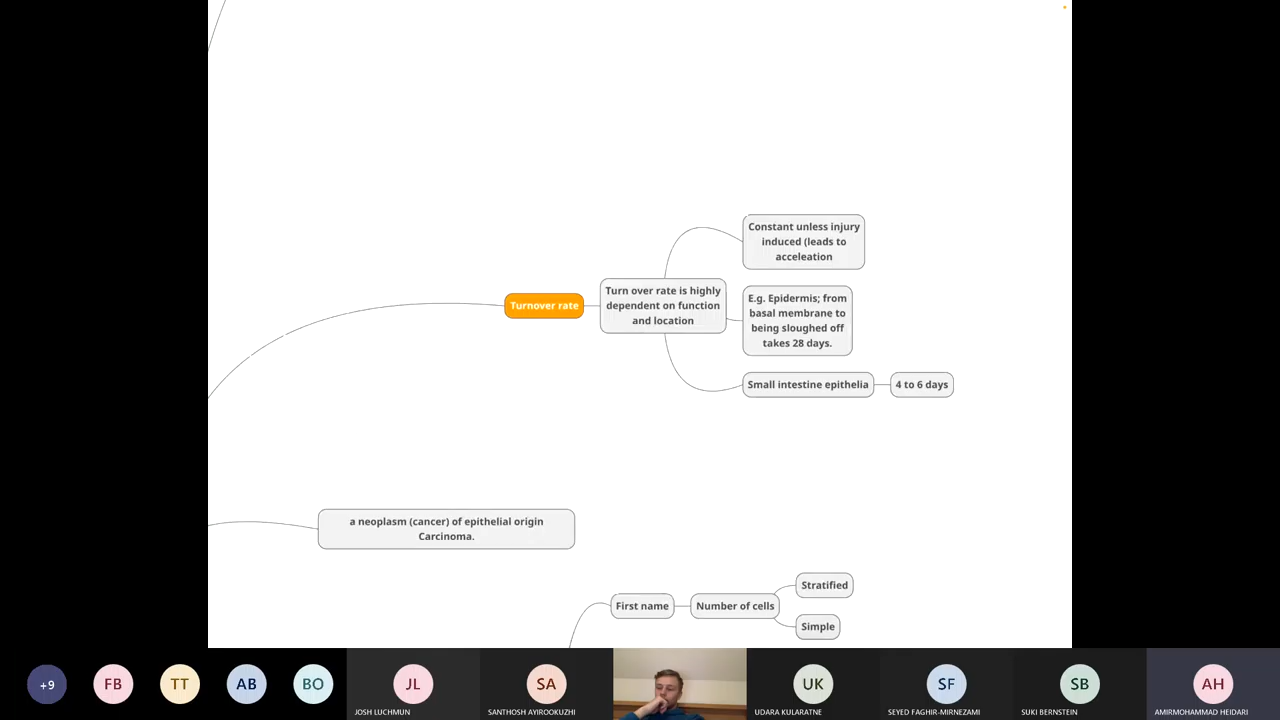 Constant unless injury
induced (leads to
acceleation
Turnover rate
Turn over rate is highly
dependent on function
and location
E.g. Epidermis; from
basal membrane to
being sloughed off
takes 28 days.
Small intestine epithelia
4 to 6 days
a neoplasm (cancer) of epithelial origin
Carcinoma.
First name
Number of cells
Stratified
Simple
+9
FB
TT
AB
BO
JL
JOSH LUCHMUN
SA
SANTHOSH AYIROOKUZHI
UK
UDARA KULARATNE
SF
SEYED FAGHIR-MIRNEZAMI
SB
SUKI BERNSTEIN
AH
AMIRMOHAMMAD HEIDARI